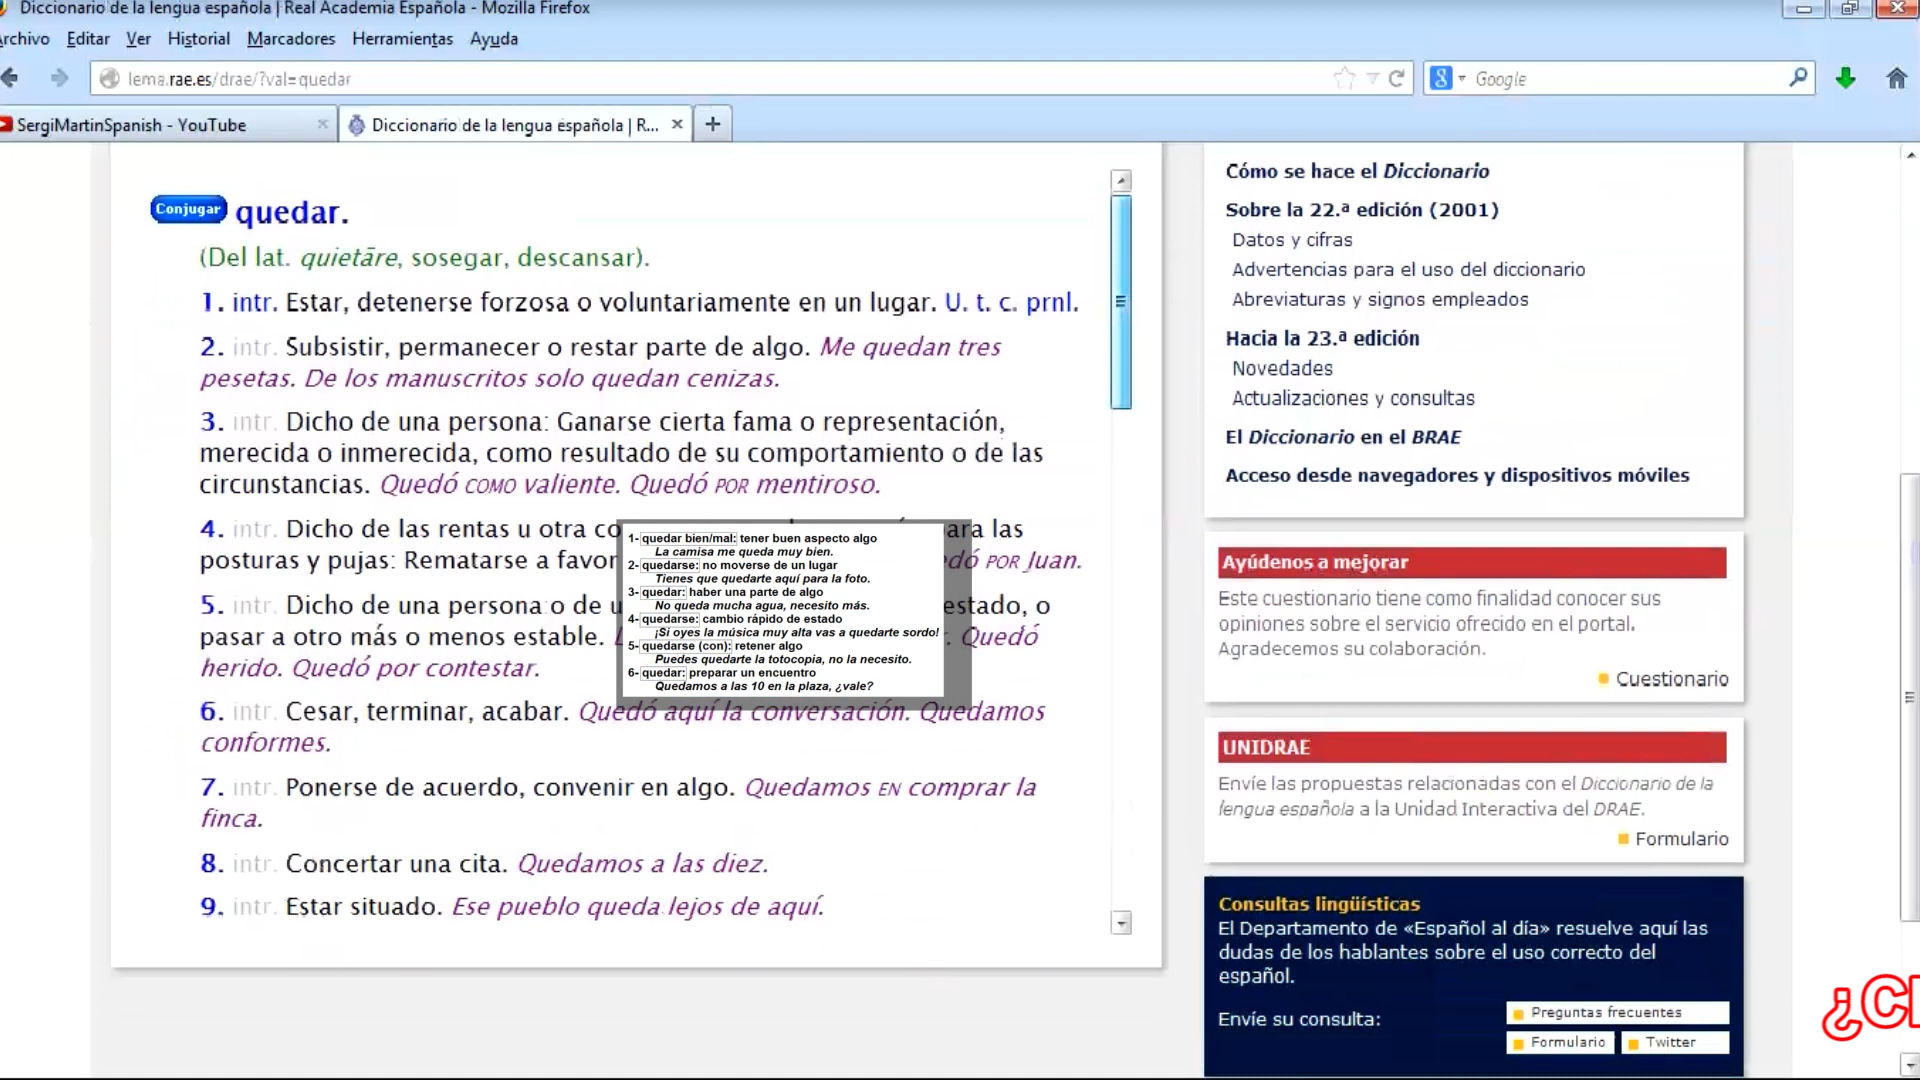 Diccionario de la lengua española | Real Academia Española - Mozilla Firefox
Archivo Editar Ver Historial Marcadores Herramientas Ayuda
lema.rae.es/drae/?val=quedar
Google
SergiMartinSpanish - YouTube
Diccionario de la lengua española | R...
Conjugar quedar.
(Del lat. quietāre, sosegar, descansar).
1. intr. Estar, detenerse forzosa o voluntariamente en un lugar. U. t. c. prnl.
2. intr. Subsistir, permanecer o restar parte de algo. Me quedan tres
pesetas. De los manuscritos solo quedan cenizas.
3. intr. Dicho de una persona: Ganarse cierta fama o representación,
merecida o inmerecida, como resultado de su comportamiento o de las
circunstancias. Quedó COMO valiente. Quedó POR mentiroso.
4. intr. Dicho de las rentas u otra co ara las
posturas y pujas: Rematarse a favor edó POR Juan.
5. intr. Dicho de una persona o de u estado, o
pasar a otro más o menos estable. Quedó
herido. Quedó por contestar.
1- quedar bien/mal: tener buen aspecto algo
La camisa me queda muy bien.
2- quedarse: no moverse de un lugar
Tienes que quedarte aquí para la foto.
3- quedar: haber una parte de algo
No queda mucha agua, necesito más.
4- quedarse: cambio rápido de estado
¡Si oyes la música muy alta vas a quedarte sordo!
5- quedarse (con): retener algo
Puedes quedarte la totocopia, no la necesito.
6- quedar: preparar un encuentro
Quedamos a las 10 en la plaza, ¿vale?
6. intr. Cesar, terminar, acabar. Quedó aquí la conversación. Quedamos
conformes.
7. intr. Ponerse de acuerdo, convenir en algo. Quedamos EN comprar la
finca.
8. intr. Concertar una cita. Quedamos a las diez.
9. intr. Estar situado. Ese pueblo queda lejos de aquí.
Cómo se hace el Diccionario
Sobre la 22.ª edición (2001)
Datos y cifras
Advertencias para el uso del diccionario
Abreviaturas y signos empleados
Hacia la 23.ª edición
Novedades
Actualizaciones y consultas
El Diccionario en el BRAE
Acceso desde navegadores y dispositivos móviles
Ayúdenos a mejorar
Este cuestionario tiene como finalidad conocer sus
opiniones sobre el servicio ofrecido en el portal.
Agradecemos su colaboración.
Cuestionario
UNIDRAE
Envíe las propuestas relacionadas con el Diccionario de la
lengua española a la Unidad Interactiva del DRAE.
Formulario
Consultas lingüísticas
El Departamento de «Español al día» resuelve aquí las
dudas de los hablantes sobre el uso correcto del
español.
Envíe su consulta:
Preguntas frecuentes
Formulario
Twitter